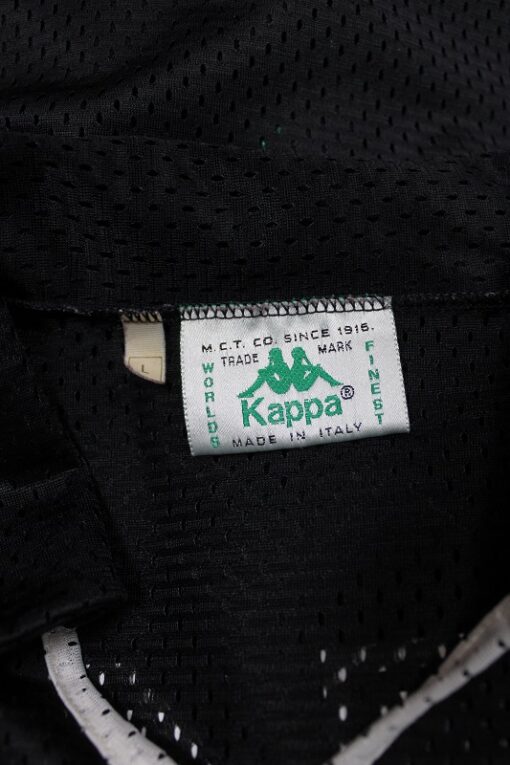 L
M.C.T. CO. SINCE 1916.
TRADE MARK
WORLDS
FINEST
Kappa®
MADE IN ITALY